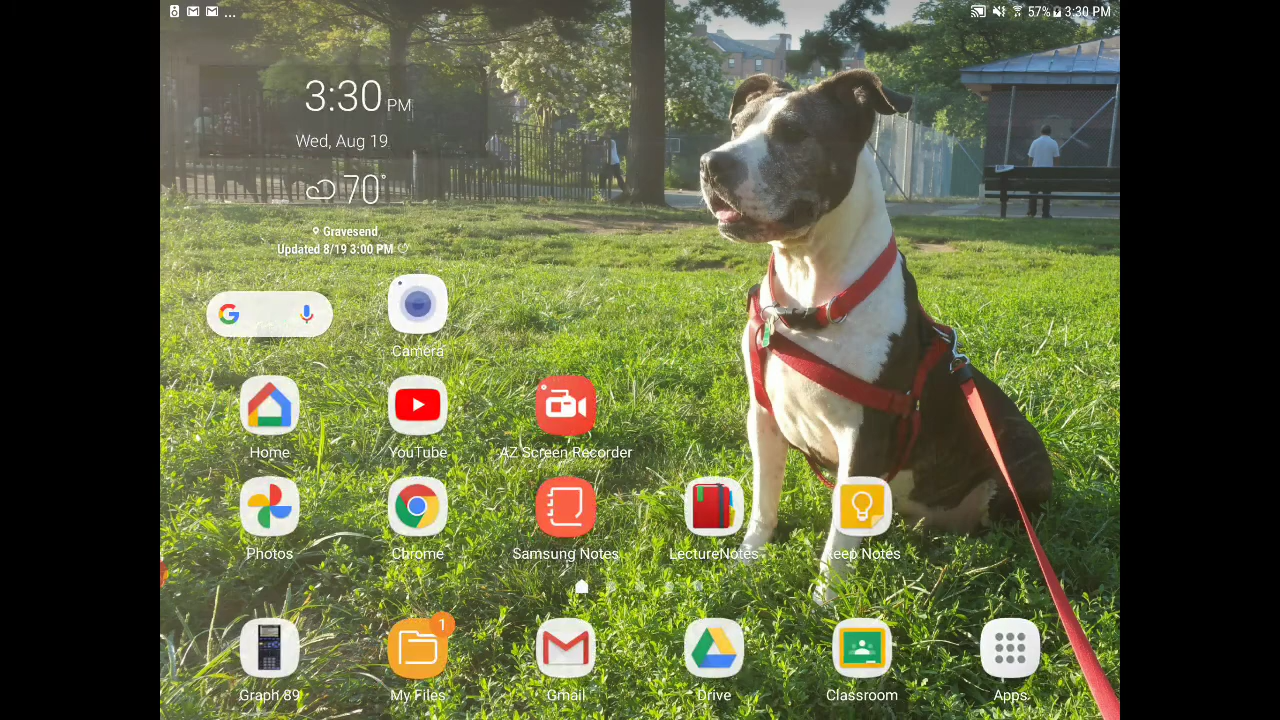 ... 57% 3:30 PM
3:30 PM
Wed, Aug 19
70°
Gravesend
Updated 8/19 3:00 PM
Camera
Home
YouTube
AZ Screen Recorder
Photos
Chrome
Samsung Notes
LectureNotes
Keep Notes
1
Graph 89
My Files
Gmail
Drive
Classroom
Apps